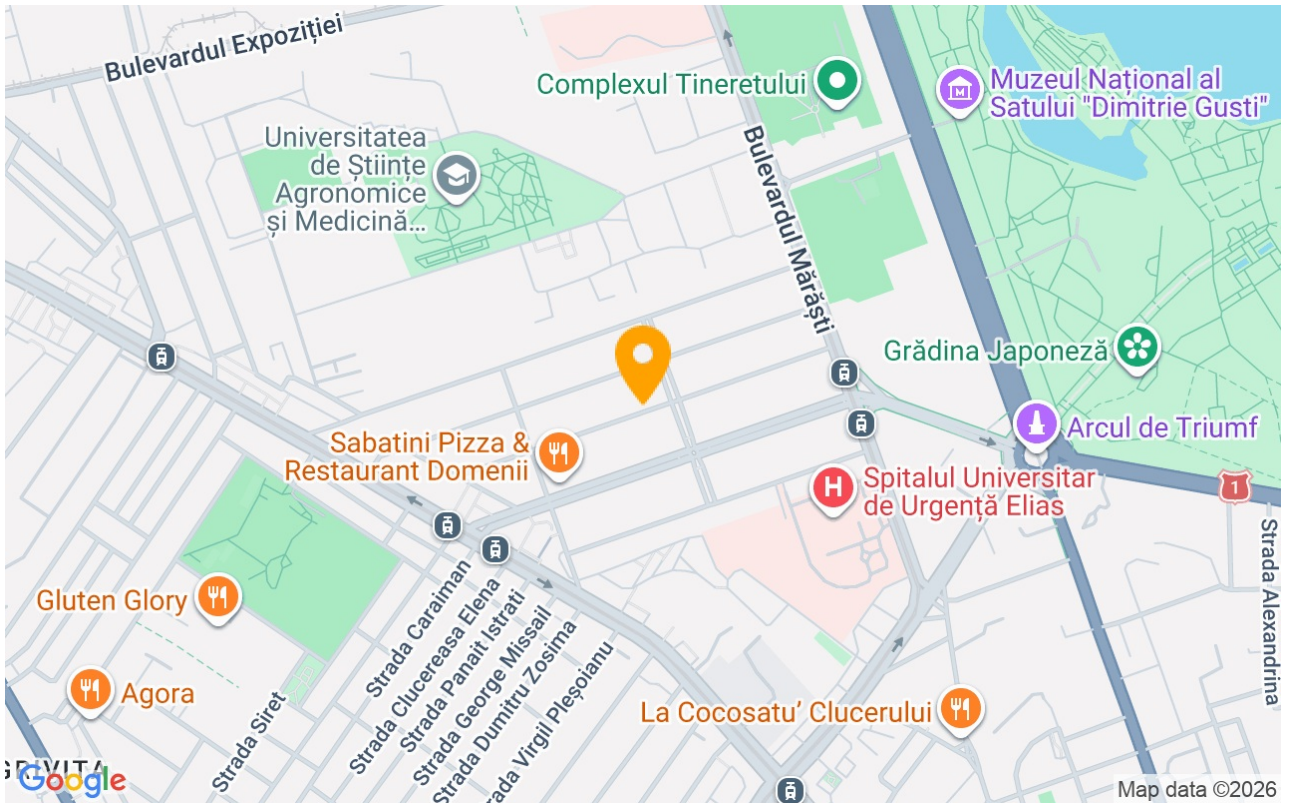 Bulevardul Expoziției
Complexul Tineretului
Muzeul Național al
Satului "Dimitrie Gusti"
Universitatea
de Științe
Agronomice
și Medicină...
Bulevardul Mărăști
Grădina Japoneză
Arcul de Triumf
Sabatini Pizza &
Restaurant Domenii
H
Spitalul Universitar
de Urgență Elias
1
Strada Alexandrina
Gluten Glory
Agora
Strada Siret
Strada Caraiman
Strada Clucereasa Elena
Strada Panait Istrati
Strada George Missail
Strada Dumitru Zosima
rada Virgil Pleșoianu
La Cocosatu’ Clucerului
GRIVITA
Google
Map data ©2026